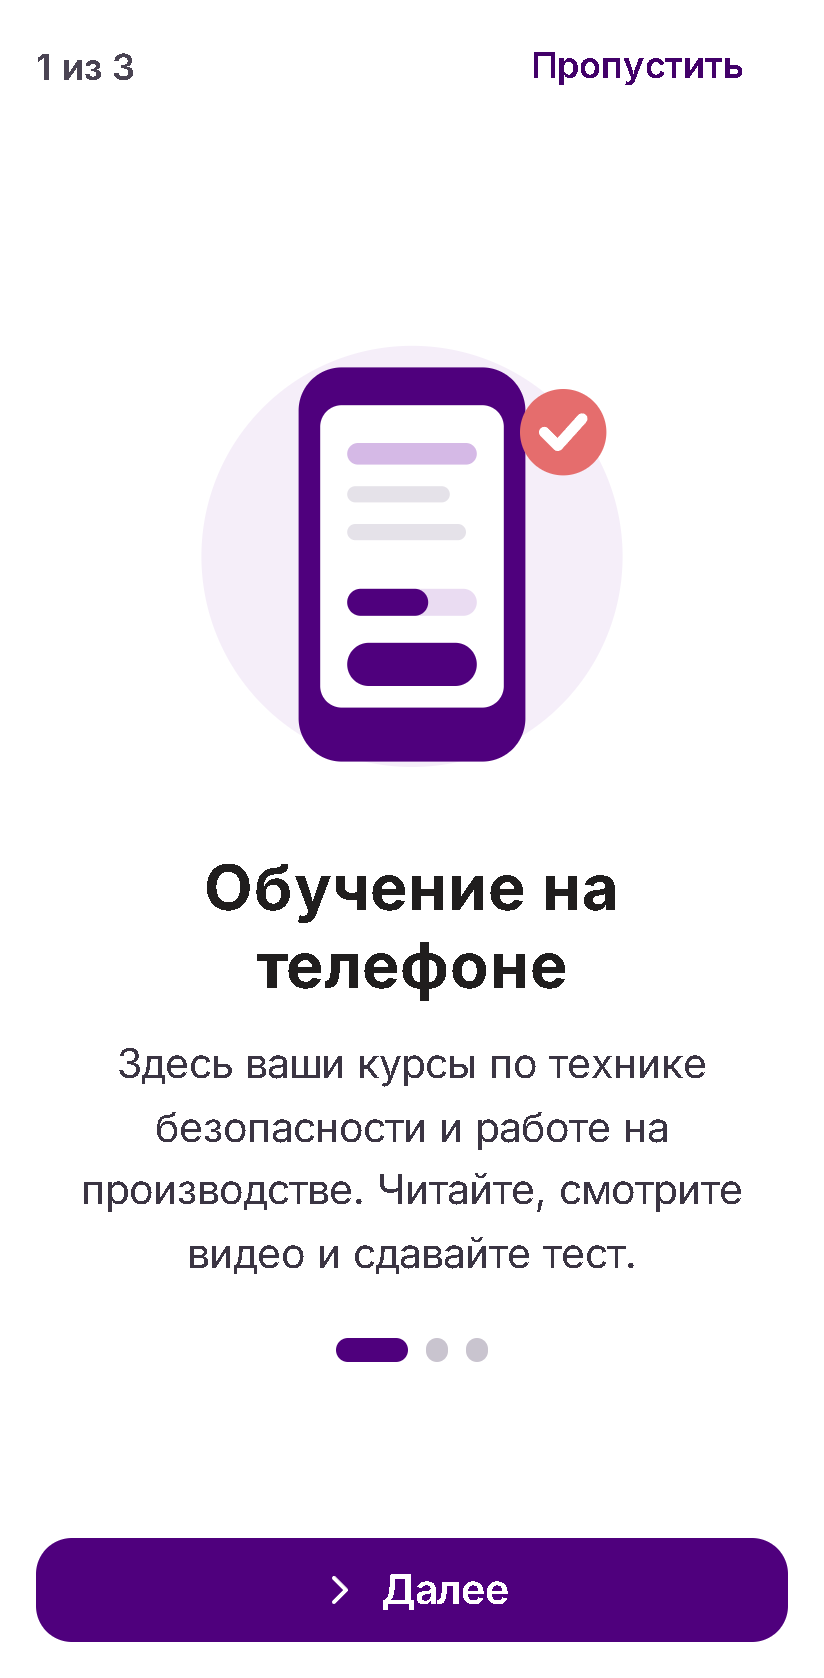 1 из 3
Пропустить
Обучение на
телефоне
Здесь ваши курсы по технике
безопасности и работе на
производстве. Читайте, смотрите
видео и сдавайте тест.
Далее